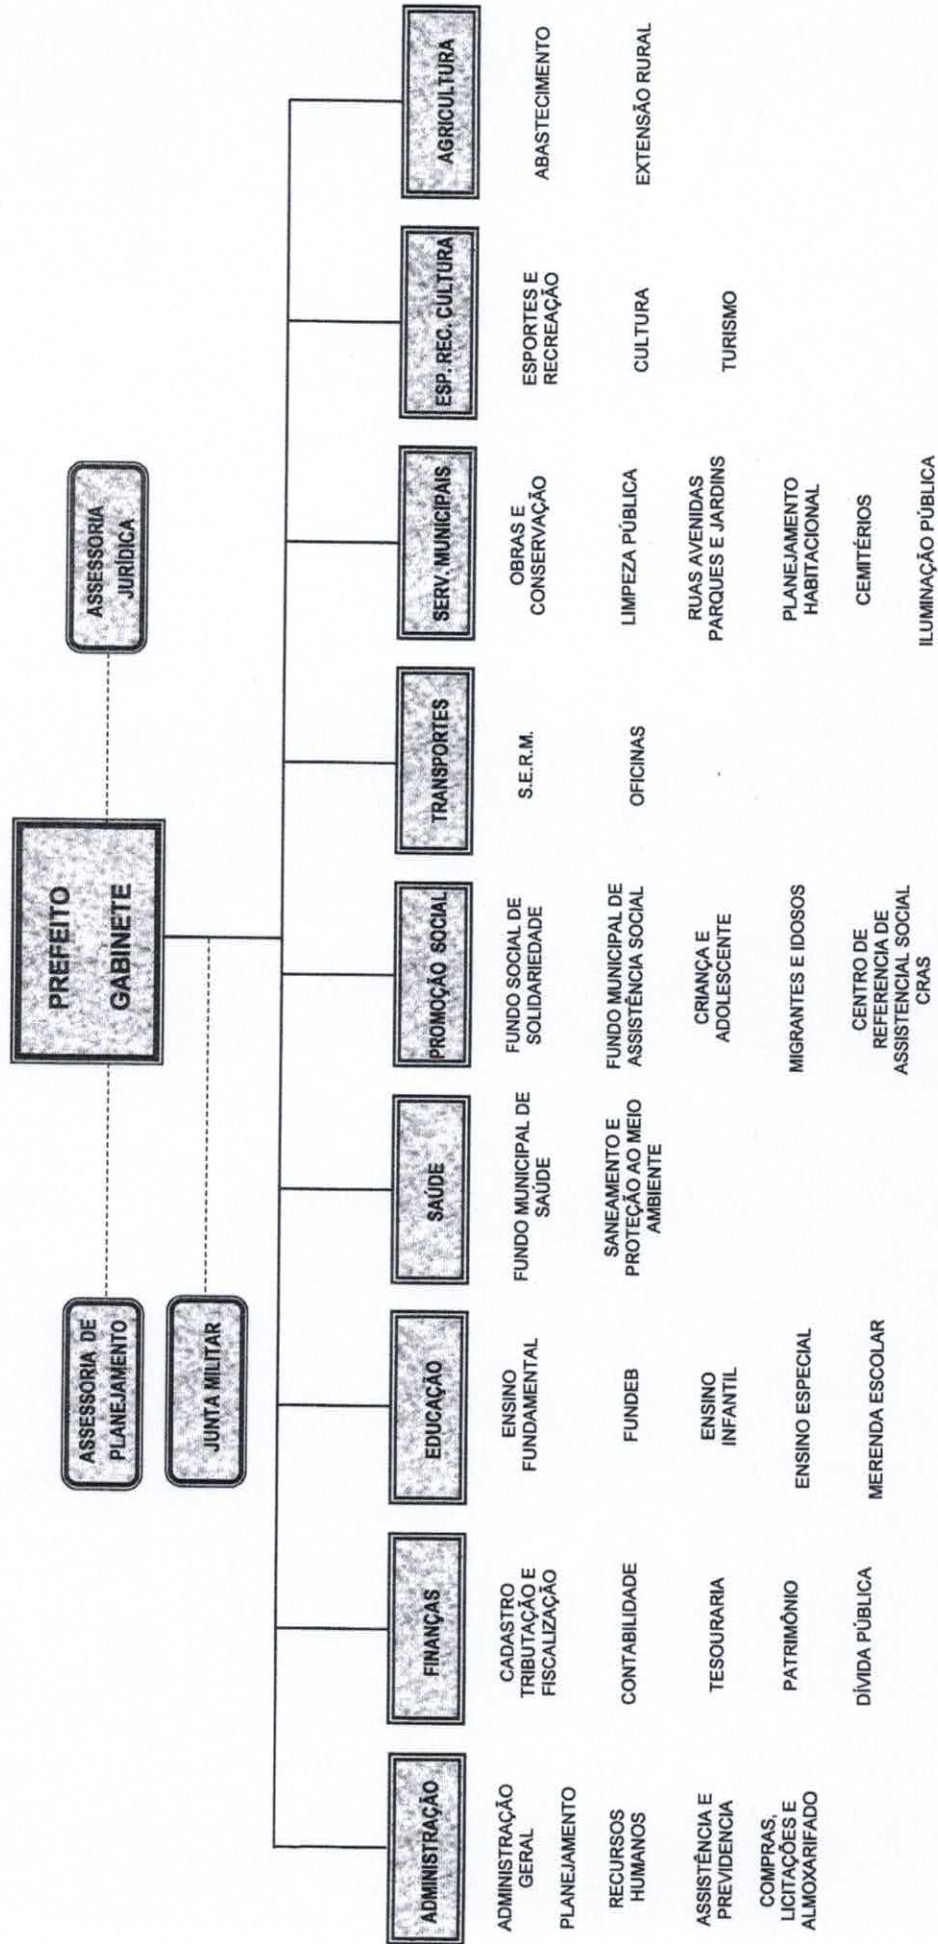 PREFEITO
GABINETE
ASSESSORIA DE
PLANEJAMENTO
ASSESSORIA
JURÍDICA
JUNTA MILITAR
ADMINISTRAÇÃO
ADMINISTRAÇÃO
GERAL
PLANEJAMENTO
RECURSOS
HUMANOS
ASSISTÊNCIA E
PREVIDENCIA
COMPRAS,
LICITAÇÕES E
ALMOXARIFADO
FINANÇAS
CADASTRO
TRIBUTAÇÃO E
FISCALIZAÇÃO
CONTABILIDADE
TESOURARIA
PATRIMÔNIO
DÍVIDA PÚBLICA
EDUCAÇÃO
ENSINO
FUNDAMENTAL
FUNDEB
ENSINO
INFANTIL
ENSINO ESPECIAL
MERENDA ESCOLAR
SAÚDE
FUNDO MUNICIPAL DE
SAÚDE
SANEAMENTO E
PROTEÇÃO AO MEIO
AMBIENTE
PROMOÇÃO SOCIAL
FUNDO SOCIAL DE
SOLIDARIEDADE
FUNDO MUNICIPAL DE
ASSISTÊNCIA SOCIAL
CRIANÇA E
ADOLESCENTE
MIGRANTES E IDOSOS
CENTRO DE
REFERENCIA DE
ASSISTENCIAL SOCIAL
CRAS
TRANSPORTES
S.E.R.M.
OFICINAS
SERV. MUNICIPAIS
OBRAS E
CONSERVAÇÃO
LIMPEZA PÚBLICA
RUAS AVENIDAS
PARQUES E JARDINS
PLANEJAMENTO
HABITACIONAL
CEMITÉRIOS
ILUMINAÇÃO PÚBLICA
ESP. REC. CULTURA
ESPORTES E
RECREAÇÃO
CULTURA
TURISMO
AGRICULTURA
ABASTECIMENTO
EXTENSÃO RURAL